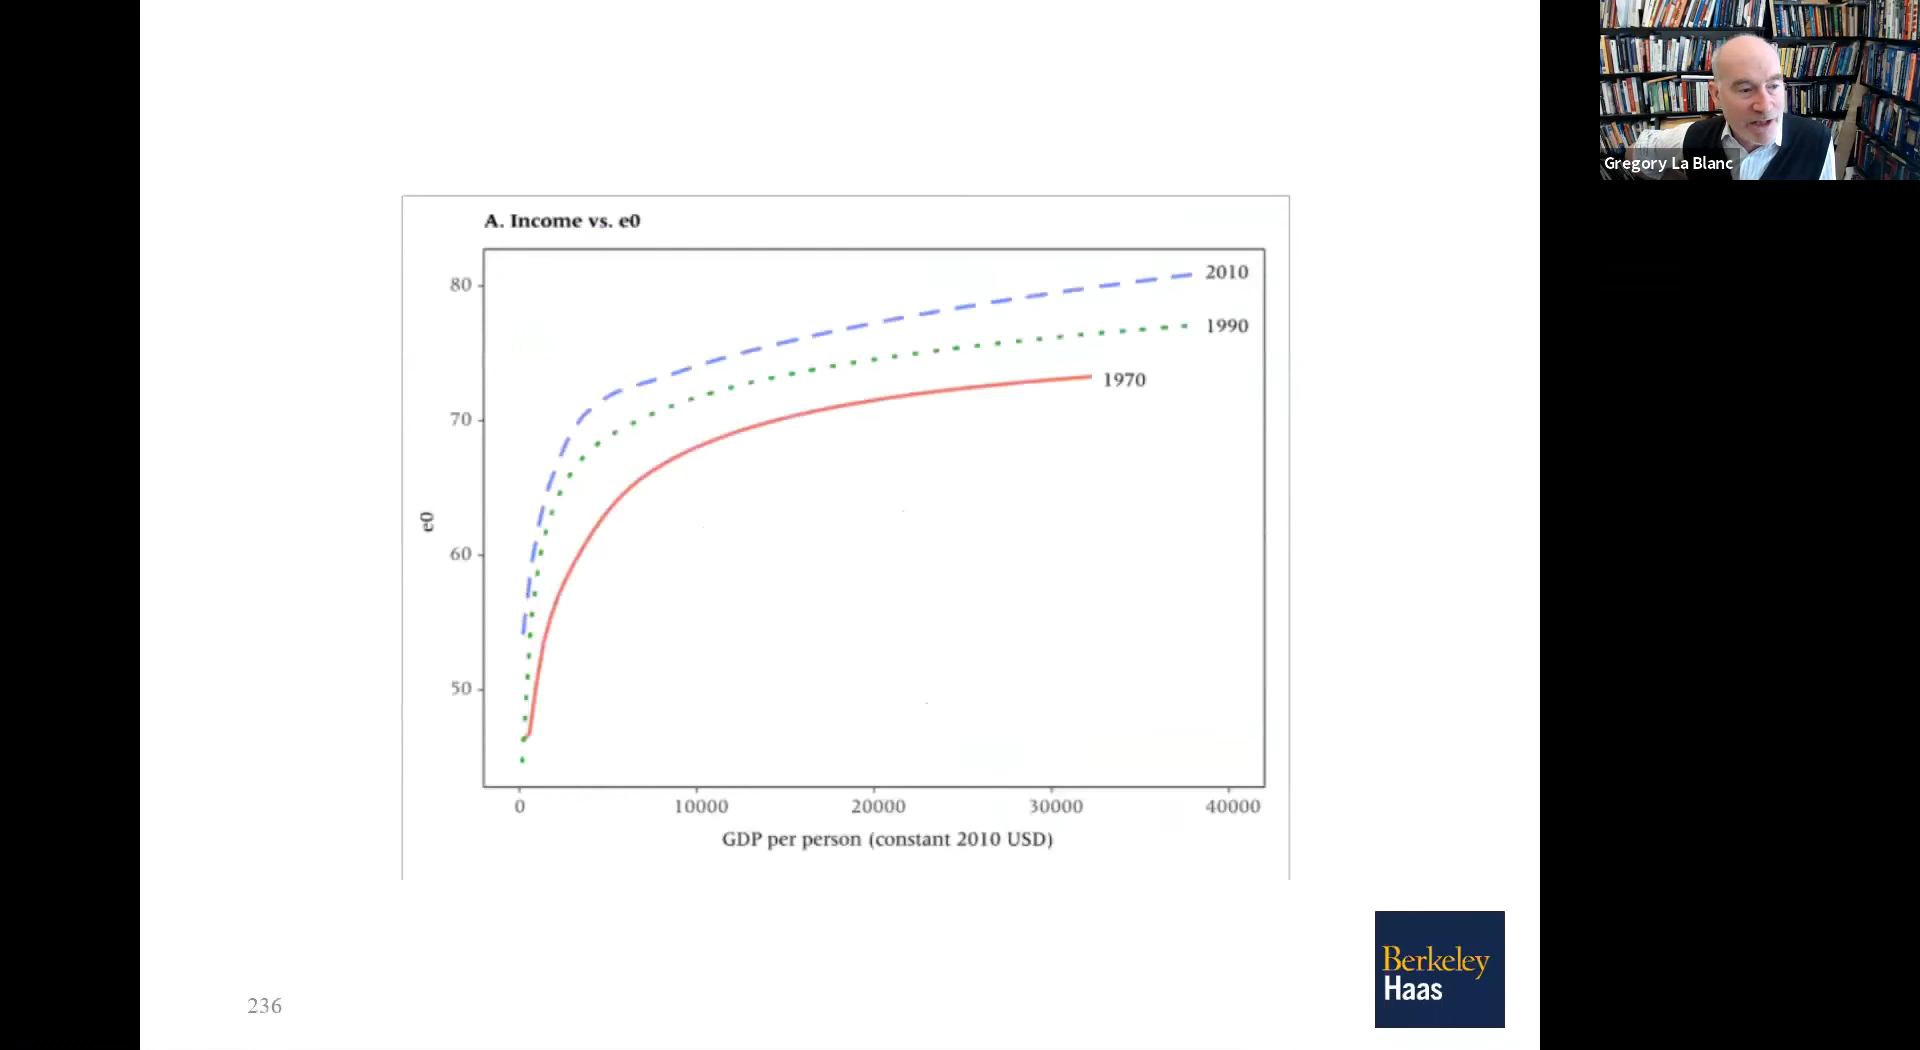 Gregory La Blanc
A. Income vs. e0
80
70
60
50
e0
2010
1990
1970
0 10000 20000 30000 40000
GDP per person (constant 2010 USD)
Berkeley
Haas
236